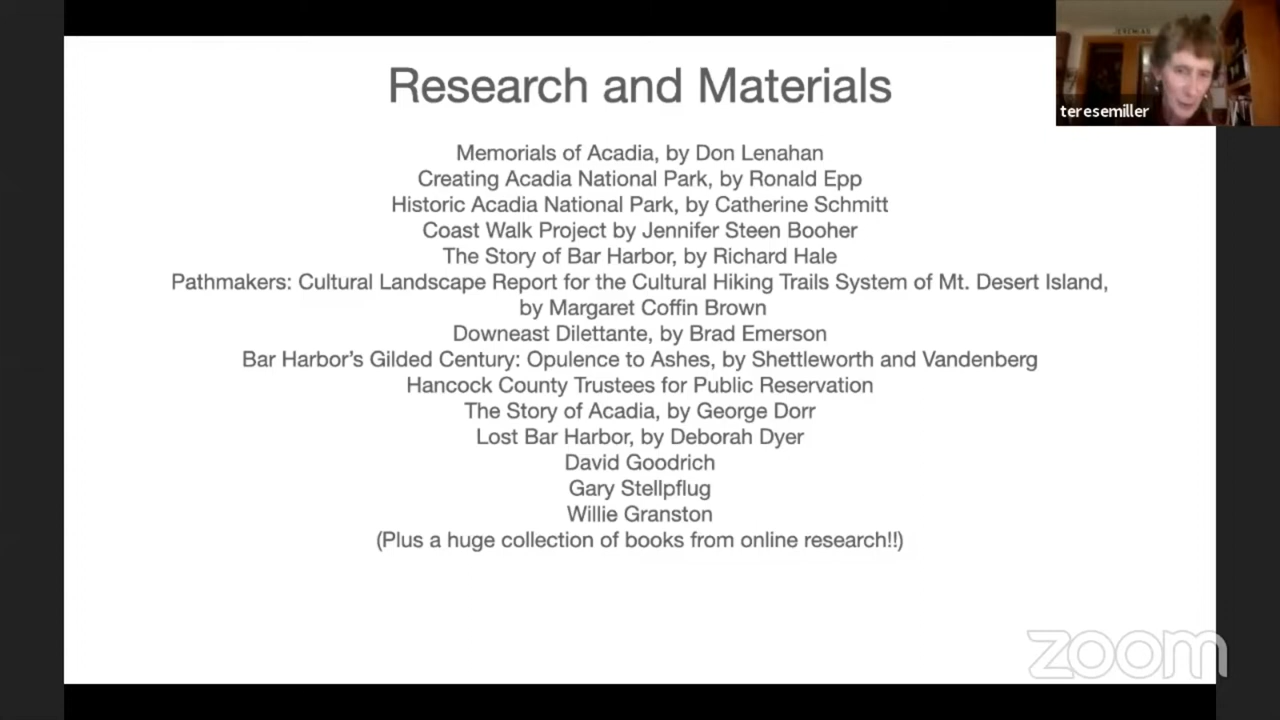 Research and Materials
teresemiller
Memorials of Acadia, by Don Lenahan
Creating Acadia National Park, by Ronald Epp
Historic Acadia National Park, by Catherine Schmitt
Coast Walk Project by Jennifer Steen Booher
The Story of Bar Harbor, by Richard Hale
Pathmakers: Cultural Landscape Report for the Cultural Hiking Trails System of Mt. Desert Island,
by Margaret Coffin Brown
Downeast Dilettante, by Brad Emerson
Bar Harbor’s Gilded Century: Opulence to Ashes, by Shettleworth and Vandenberg
Hancock County Trustees for Public Reservation
The Story of Acadia, by George Dorr
Lost Bar Harbor, by Deborah Dyer
David Goodrich
Gary Stellpflug
Willie Granston
(Plus a huge collection of books from online research!!)
zoom